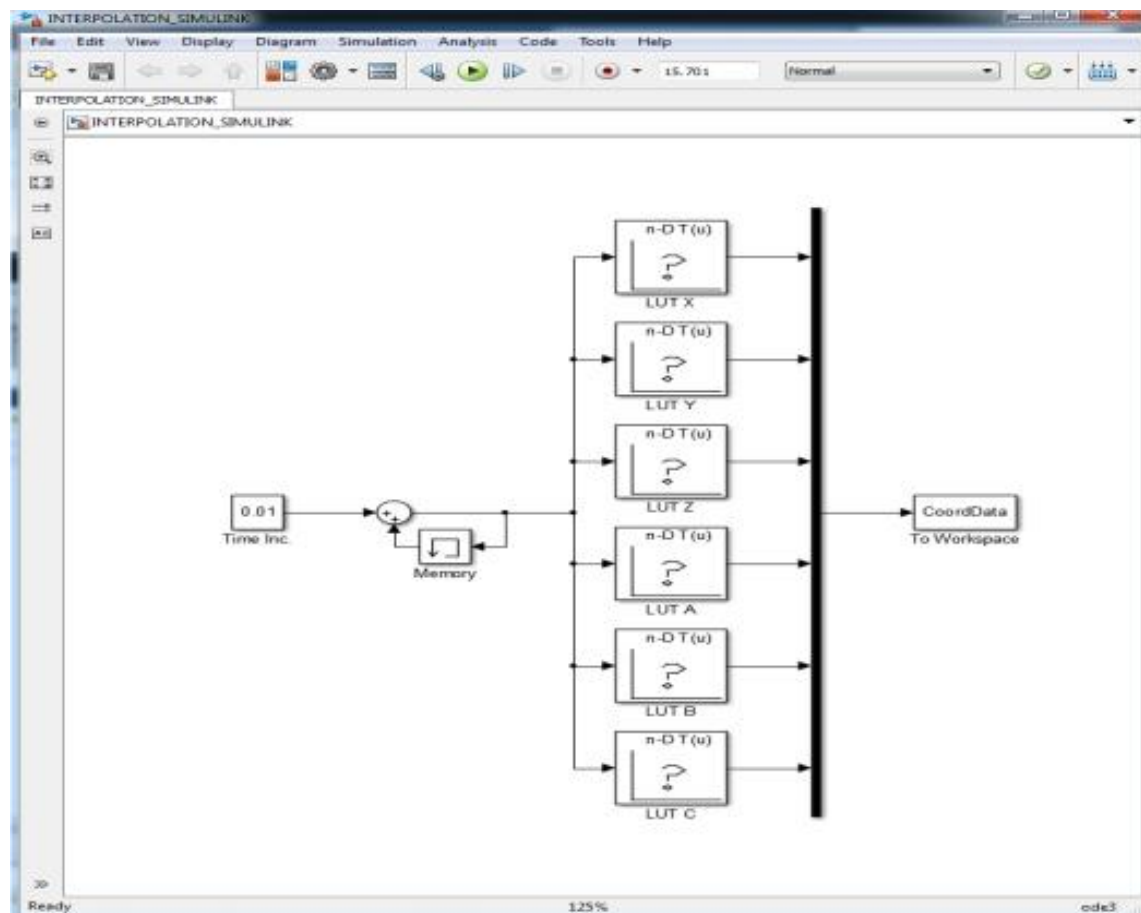 INTERPOLATION_SIMULINK
File Edit View Display Diagram Simulation Analysis Code Tools Help
15.701 Normal
INTERPOLATION_SIMULINK
INTERPOLATION_SIMULINK
n-D T(u)
LUT X
n-D T(u)
LUT Y
n-D T(u)
LUT Z
0.01
Time Inc.
++
Memory
CoordData
To Workspace
n-D T(u)
LUT A
n-D T(u)
LUT B
n-D T(u)
LUT C
Ready 125% ode3